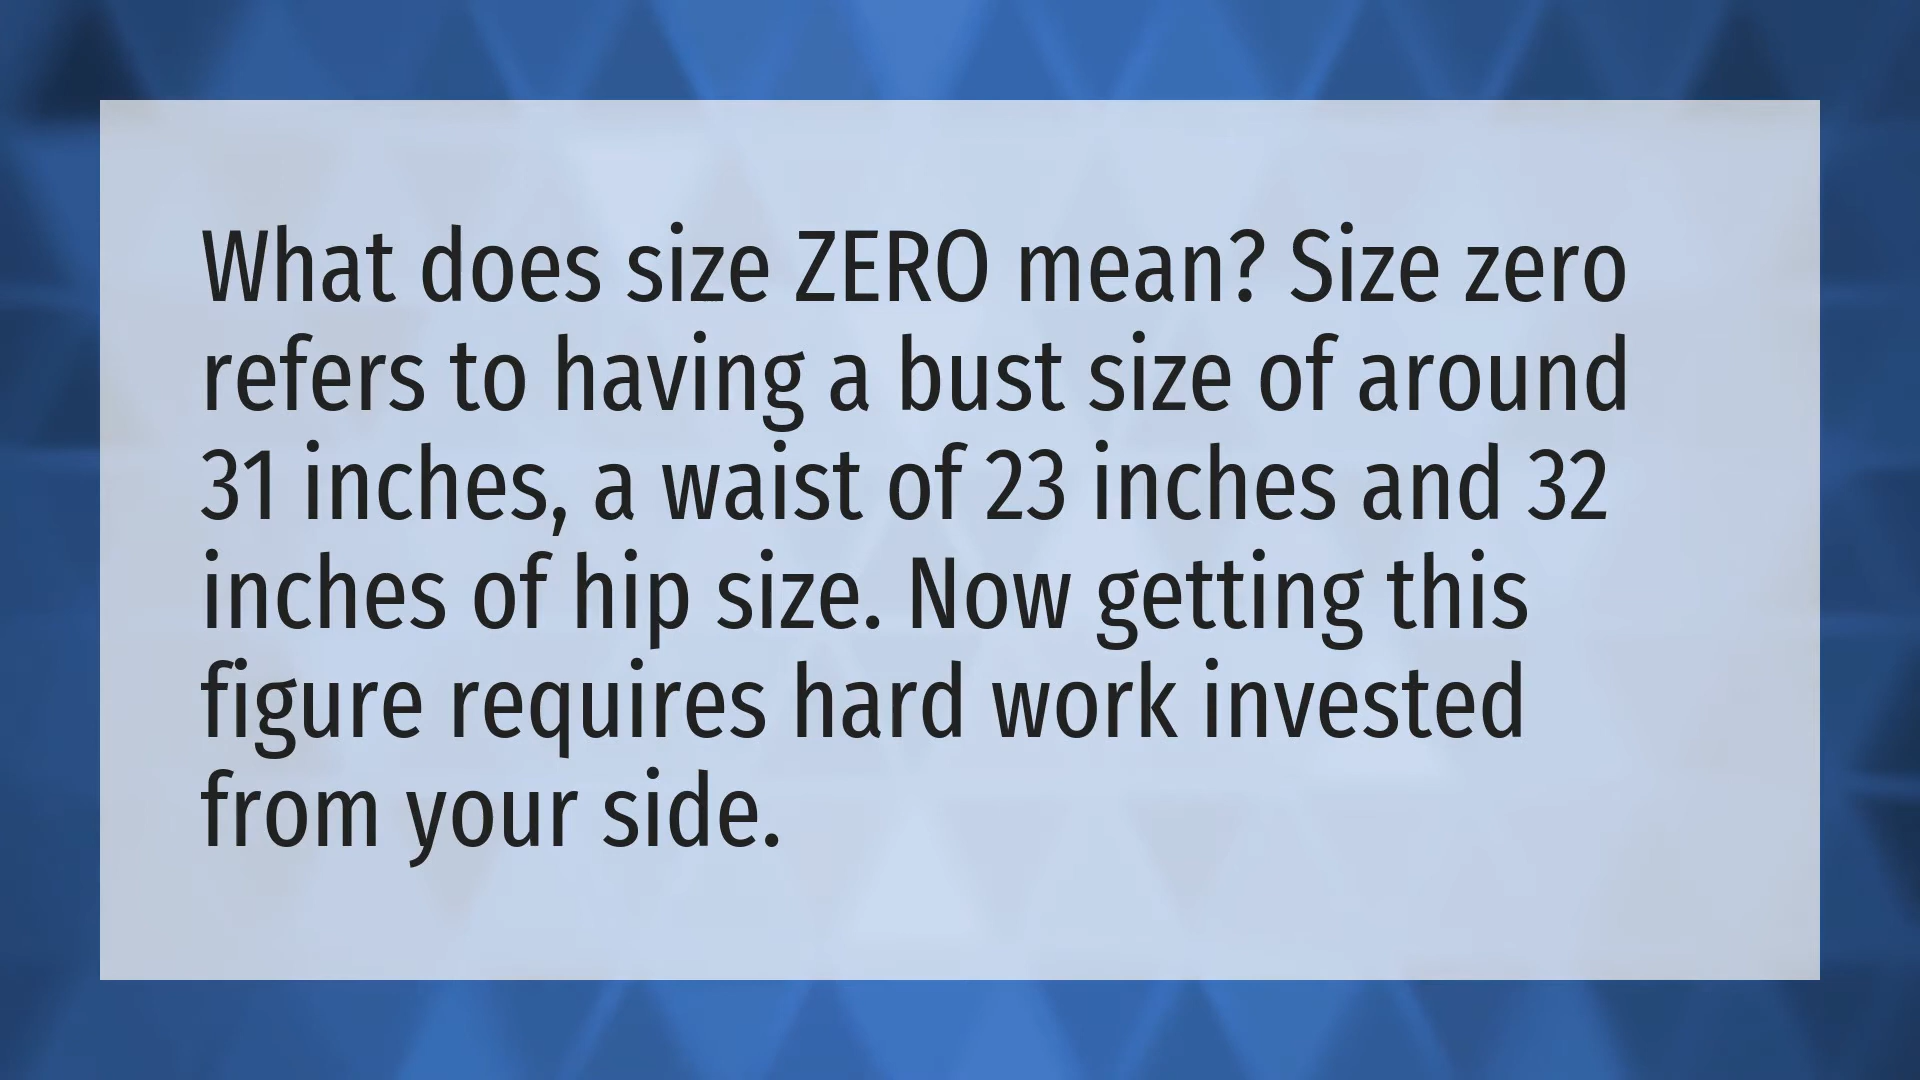 What does size ZERO mean? Size zero
refers to having a bust size of around
31 inches, a waist of 23 inches and 32
inches of hip size. Now getting this
figure requires hard work invested
from your side.